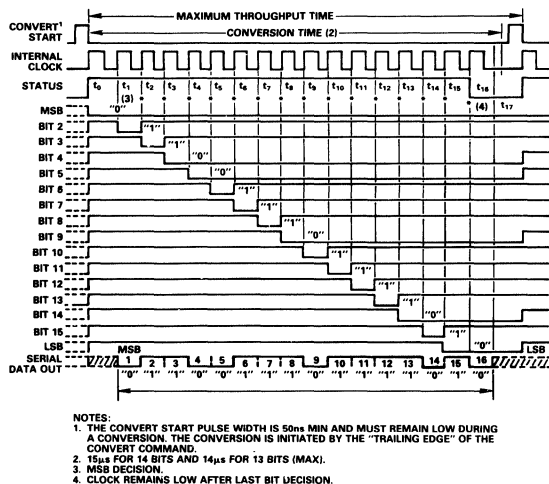 MAXIMUM THROUGHPUT TIME
CONVERT¹ START
CONVERSION TIME (2)
INTERNAL CLOCK
STATUS t0 t1 t2 t3 t4 t5 t6 t7 t8 t9 t10 t11 t12 t13 t14 t15 t16
(3) (4) t17
MSB "0"
BIT 2 "1"
BIT 3 "1"
BIT 4 "0"
BIT 5 "0"
BIT 6 "1"
BIT 7 "1"
BIT 8 "1"
BIT 9 "0"
BIT 10 "1"
BIT 11 "1"
BIT 12 "1"
BIT 13 "1"
BIT 14 "0"
BIT 15 "1"
LSB "0" LSB
MSB
SERIAL DATA OUT 1 2 3 4 5 6 7 8 9 10 11 12 13 14 15 16
"0" "1" "1" "0" "0" "1" "1" "1" "0" "1" "1" "1" "1" "0" "1" "0"
NOTES:
1. THE CONVERT START PULSE WIDTH IS 50ns MIN AND MUST REMAIN LOW DURING
A CONVERSION. THE CONVERSION IS INITIATED BY THE "TRAILING EDGE" OF THE
CONVERT COMMAND.
2. 15μs FOR 14 BITS AND 14μs FOR 13 BITS (MAX).
3. MSB DECISION.
4. CLOCK REMAINS LOW AFTER LAST BIT DECISION.